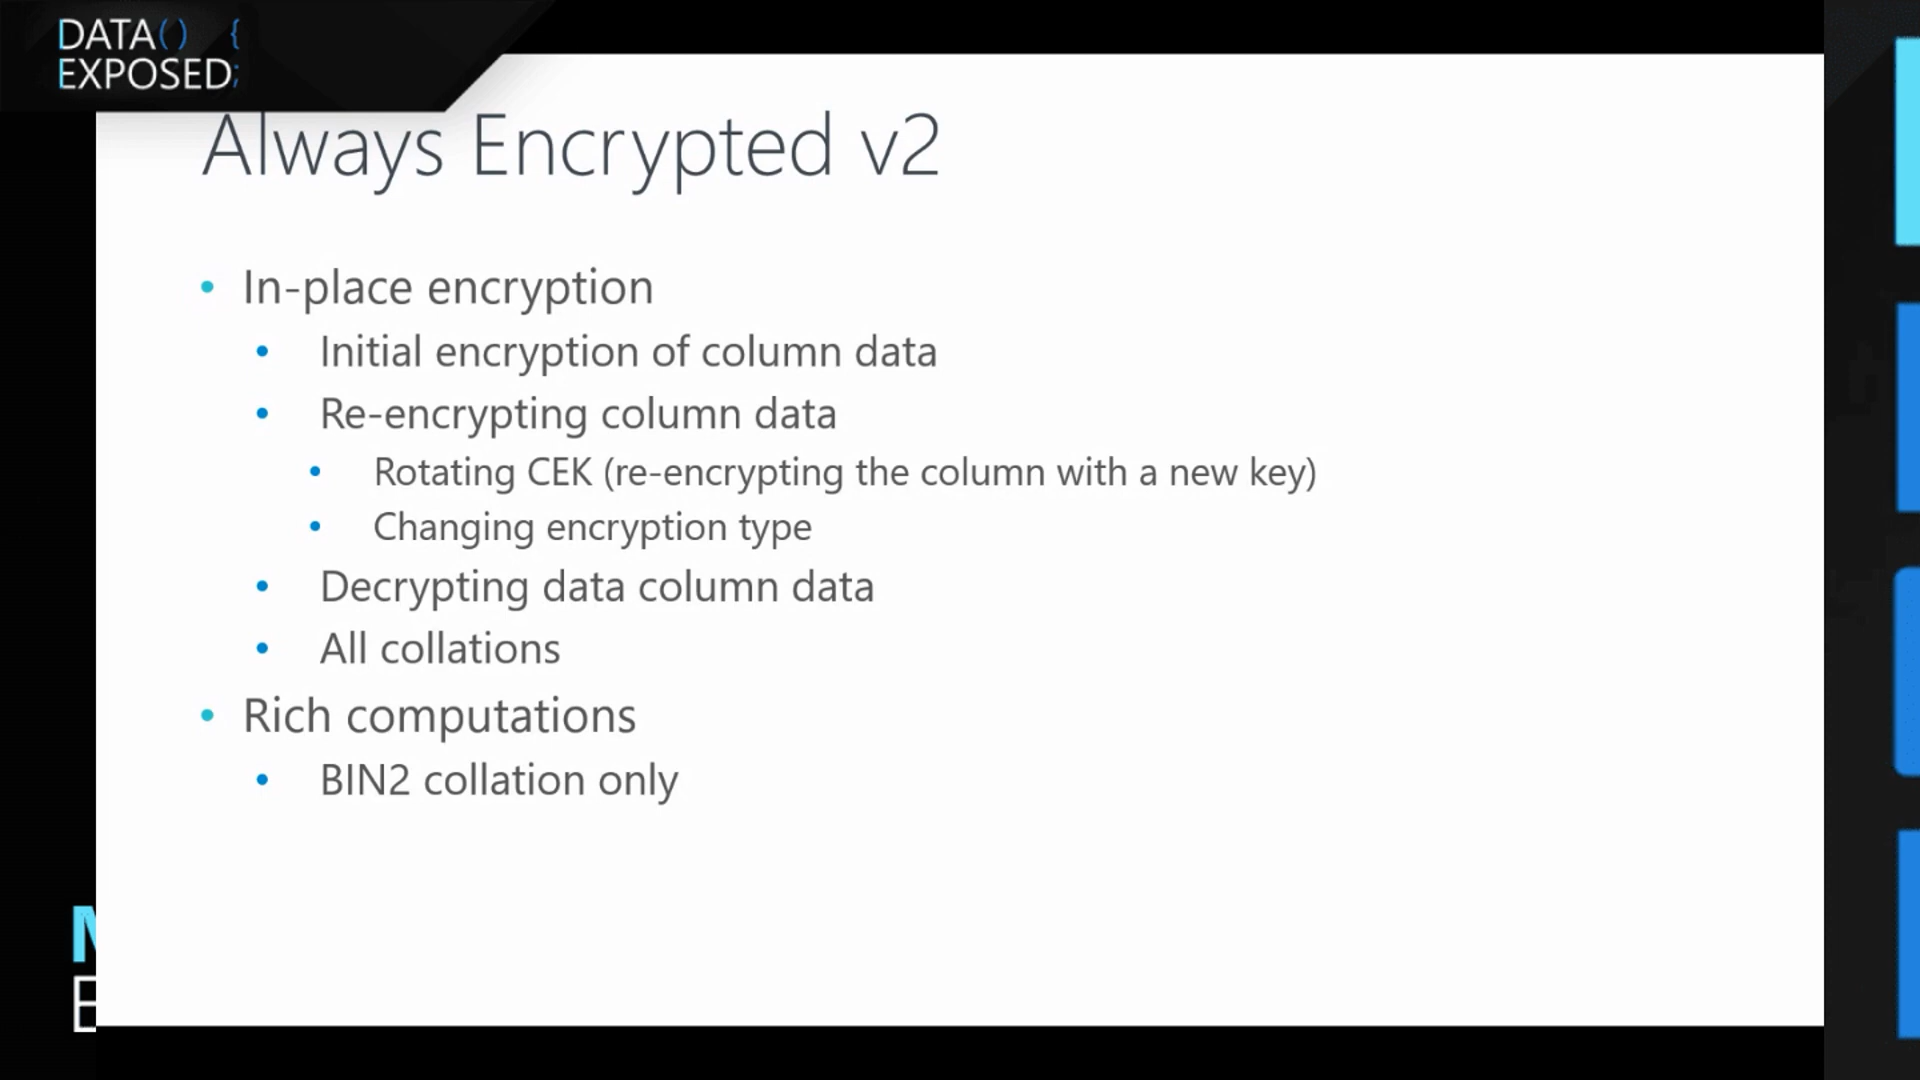 DATA() {
EXPOSED;
Always Encrypted v2
• In-place encryption
• Initial encryption of column data
• Re-encrypting column data
• Rotating CEK (re-encrypting the column with a new key)
• Changing encryption type
• Decrypting data column data
• All collations
• Rich computations
• BIN2 collation only